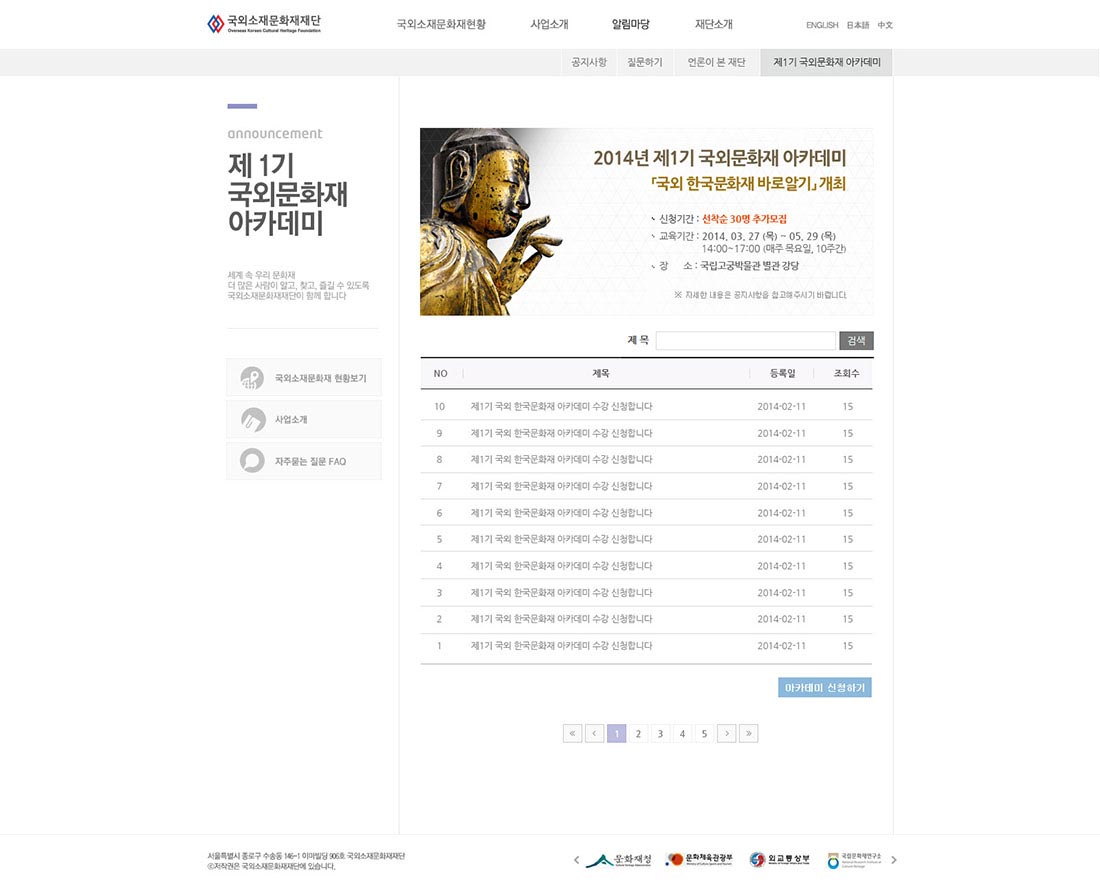 국외소재문화재재단
Overseas Korean Cultural Heritage Foundation
국외소재문화재현황 사업소개 알림마당 재단소개
ENGLISH 日本語 中文
공지사항 질문하기 언론이 본 재단 제1기 국외문화재 아카데미
announcement
제 1기
국외문화재
아카데미
세계 속 우리 문화재
더 많은 사람이 알고, 찾고, 즐길 수 있도록
국외소재문화재재단이 함께 합니다
국외소재문화재 현황보기
사업소개
자주묻는 질문 FAQ
2014년 제1기 국외문화재 아카데미
「국외 한국문화재 바로알기」 개최
신청기간 : 선착순 30명 추가모집
교육기간 : 2014. 03. 27 (목) ~ 05. 29 (목)
14:00~17:00 (매주 목요일, 10주간)
장 소 : 국립고궁박물관 별관 강당
※ 자세한 내용은 공지사항을 참고해주시기 바랍니다.
제 목 검색
NO 제목 등록일 조회수
10 제1기 국외 한국문화재 아카데미 수강 신청합니다 2014-02-11 15
9 제1기 국외 한국문화재 아카데미 수강 신청합니다 2014-02-11 15
8 제1기 국외 한국문화재 아카데미 수강 신청합니다 2014-02-11 15
7 제1기 국외 한국문화재 아카데미 수강 신청합니다 2014-02-11 15
6 제1기 국외 한국문화재 아카데미 수강 신청합니다 2014-02-11 15
5 제1기 국외 한국문화재 아카데미 수강 신청합니다 2014-02-11 15
4 제1기 국외 한국문화재 아카데미 수강 신청합니다 2014-02-11 15
3 제1기 국외 한국문화재 아카데미 수강 신청합니다 2014-02-11 15
2 제1기 국외 한국문화재 아카데미 수강 신청합니다 2014-02-11 15
1 제1기 국외 한국문화재 아카데미 수강 신청합니다 2014-02-11 15
아카데미 신청하기
« ‹ 1 2 3 4 5 › »
서울특별시 종로구 수송동 146-1 이마빌딩 906호 국외소재문화재재단
ⓒ저작권은 국외소재문화재재단에 있습니다.
문화재청 문화체육관광부 외교통상부 국립문화재연구소